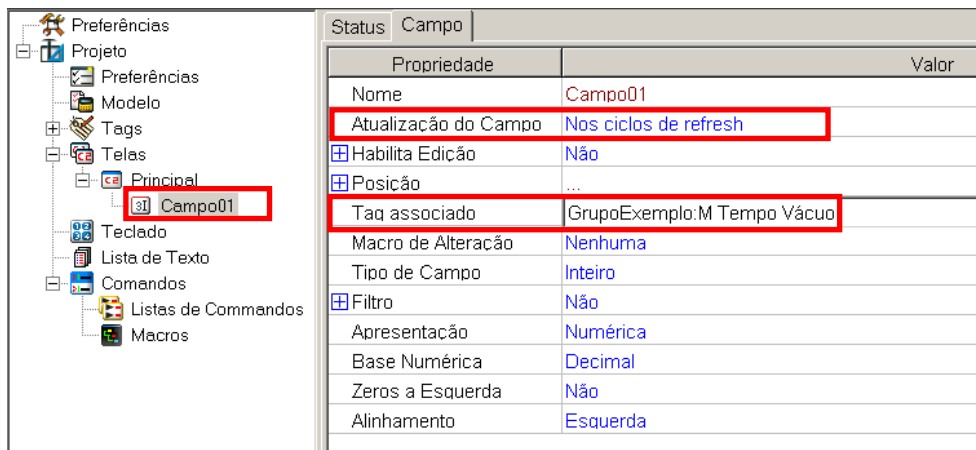 Preferências
Projeto
Preferências
Modelo
Tags
Telas
Principal
Campo01
Teclado
Lista de Texto
Comandos
Listas de Commandos
Macros
Status Campo
Propriedade Valor
Nome Campo01
Atualização do Campo Nos ciclos de refresh
Habilita Edição Não
Posição ...
Tag associado GrupoExemplo:M Tempo Vácuo
Macro de Alteração Nenhuma
Tipo de Campo Inteiro
Filtro Não
Apresentação Numérica
Base Numérica Decimal
Zeros a Esquerda Não
Alinhamento Esquerda